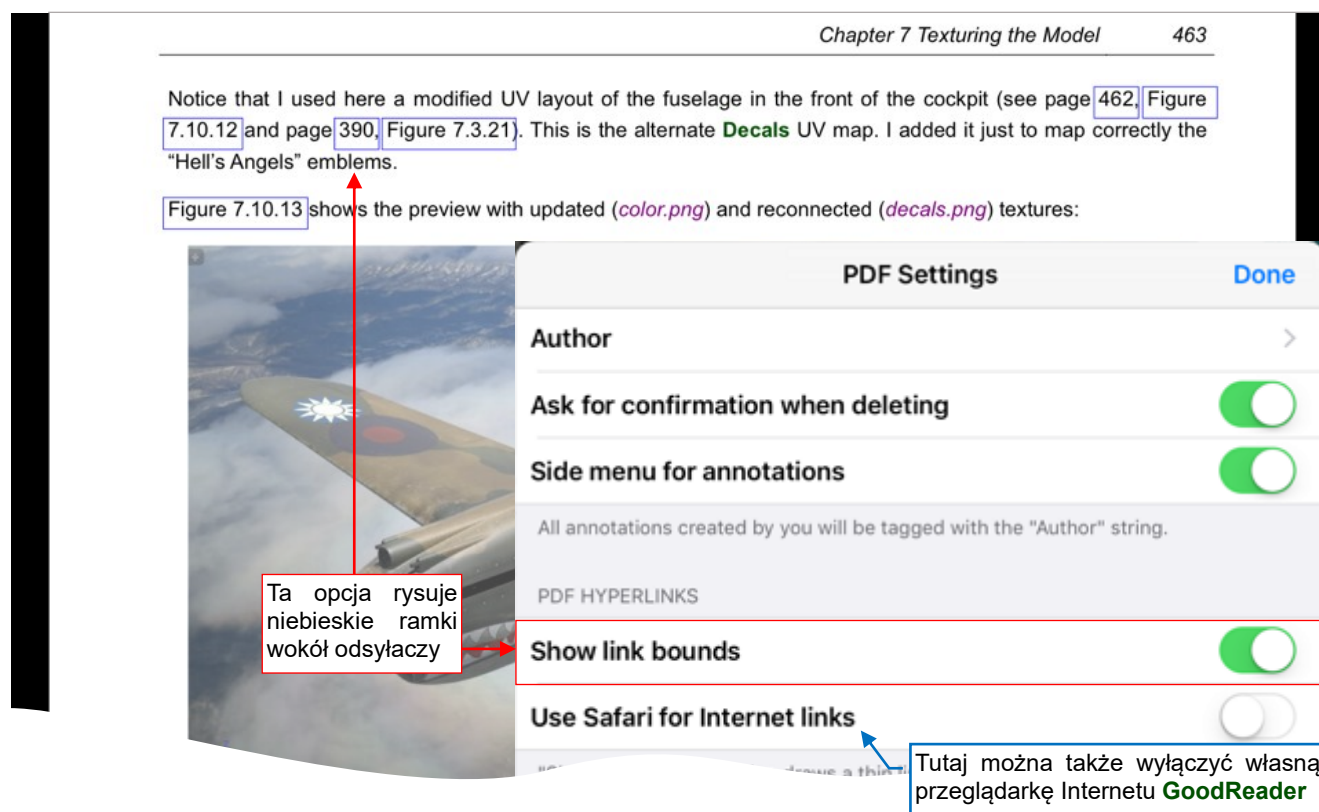 Chapter 7 Texturing the Model 463
Notice that I used here a modified UV layout of the fuselage in the front of the cockpit (see page 462, Figure
7.10.12 and page 390, Figure 7.3.21). This is the alternate Decals UV map. I added it just to map correctly the
“Hell’s Angels” emblems.
Figure 7.10.13 shows the preview with updated (color.png) and reconnected (decals.png) textures:
PDF Settings
Done
Author
Ask for confirmation when deleting
Side menu for annotations
All annotations created by you will be tagged with the "Author" string.
PDF HYPERLINKS
Ta opcja rysuje
niebieskie ramki
wokół odsyłaczy
Show link bounds
Use Safari for Internet links
draws a thin
Tutaj można także wyłączyć własną
przeglądarkę Internetu GoodReader